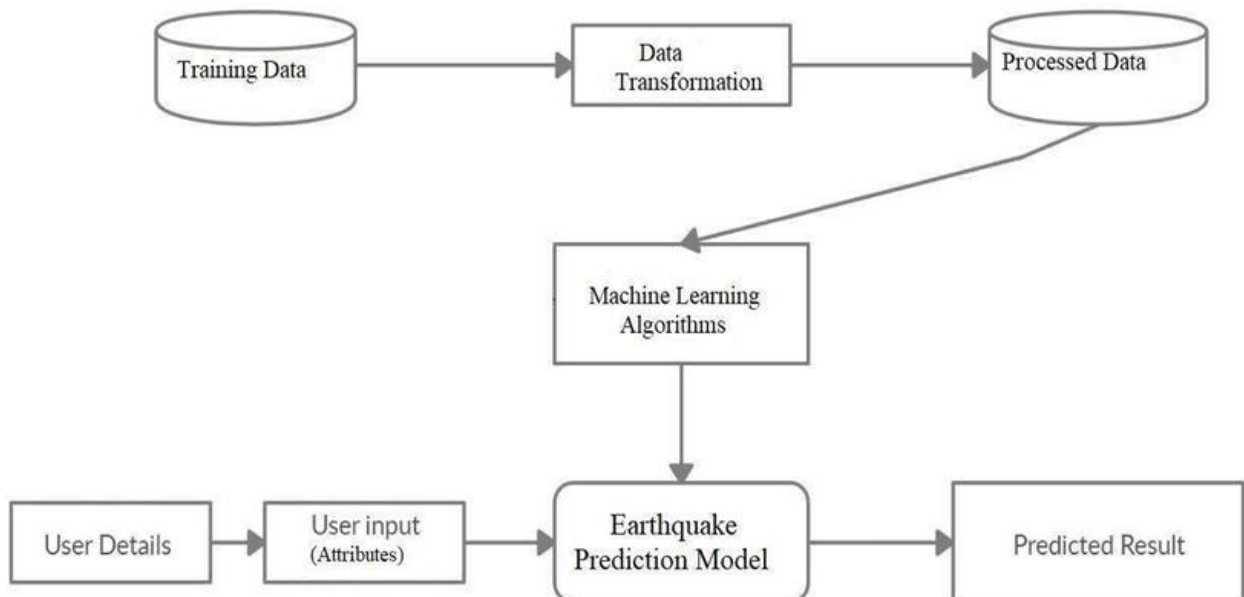 Training Data
Data
Transformation
Processed Data
Machine Learning
Algorithms
User Details
User input
(Attributes)
Earthquake
Prediction Model
Predicted Result